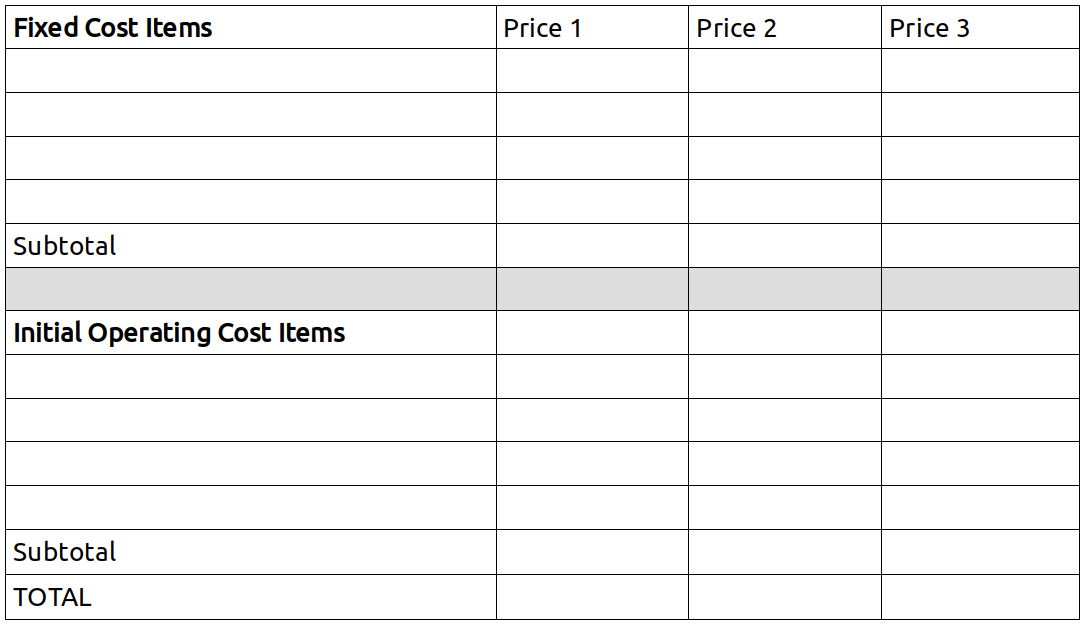 Fixed Cost Items Price 1 Price 2 Price 3
Subtotal
Initial Operating Cost Items
Subtotal
TOTAL